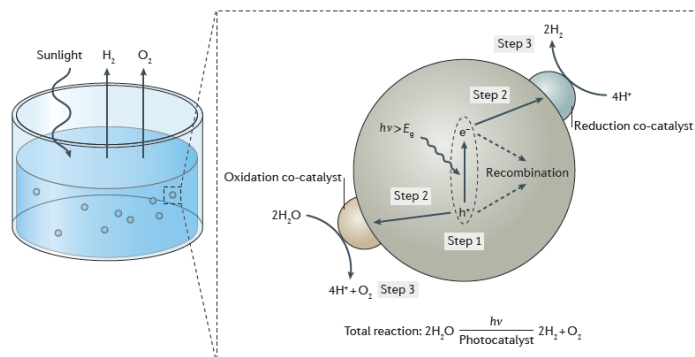 Sunlight H₂ O₂
Step 3 2H₂
4H⁺
Reduction co-catalyst
Step 2
hν > E₉
e⁻
Recombination
Oxidation co-catalyst
Step 2
2H₂O
h⁺
Step 1
4H⁺ + O₂ Step 3
Total reaction: 2H₂O hν 2H₂ + O₂
Photocatalyst